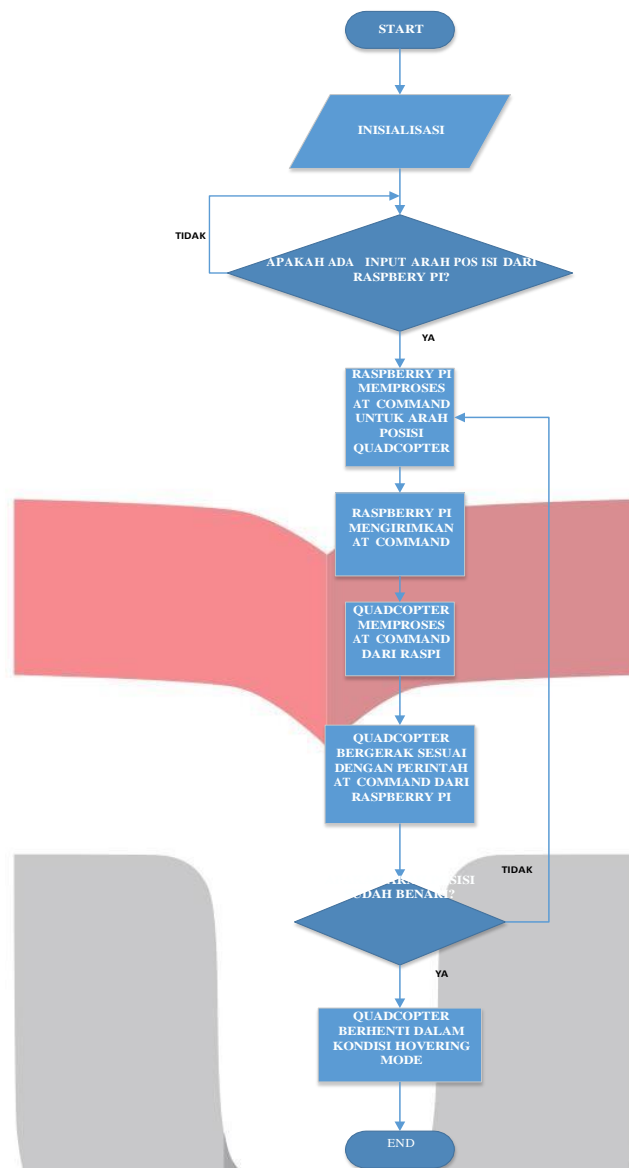 START
INISIALISASI
TIDAK
APAKAH ADA INPUT ARAH POS ISI DARI
RASPBERY PI?
YA
RASPBERRY PI
MEMPROSES
AT COMMAND
UNTUK ARAH
POSISI
QUADCOPTER
RASPBERRY PI
MENGIRIMKAN
AT COMMAND
QUADCOPTER
MEMPROSES
AT COMMAND
DARI RASPI
QUADCOPTER
BERGERAK SESUAI
DENGAN PERINTAH
AT COMMAND DARI
RASPBERRY PI
TIDAK
YA
QUADCOPTER
BERHENTI DALAM
KONDISI HOVERING
MODE
END